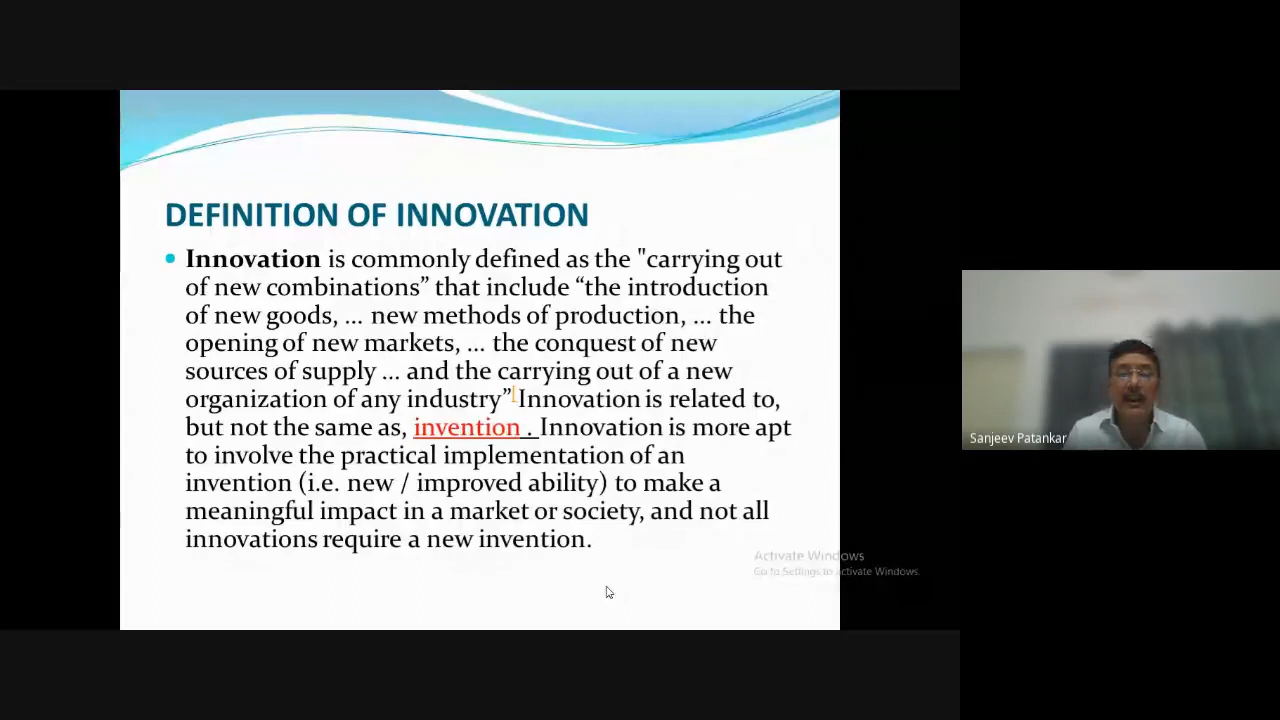 DEFINITION OF INNOVATION
• Innovation is commonly defined as the "carrying out
of new combinations” that include “the introduction
of new goods, ... new methods of production, ... the
opening of new markets, ... the conquest of new
sources of supply ... and the carrying out of a new
organization of any industry”[Innovation is related to,
but not the same as, invention . Innovation is more apt
to involve the practical implementation of an
invention (i.e. new / improved ability) to make a
meaningful impact in a market or society, and not all
innovations require a new invention.
Activate Windows
Go to Settings to activate Windows.
Sanjeev Patankar